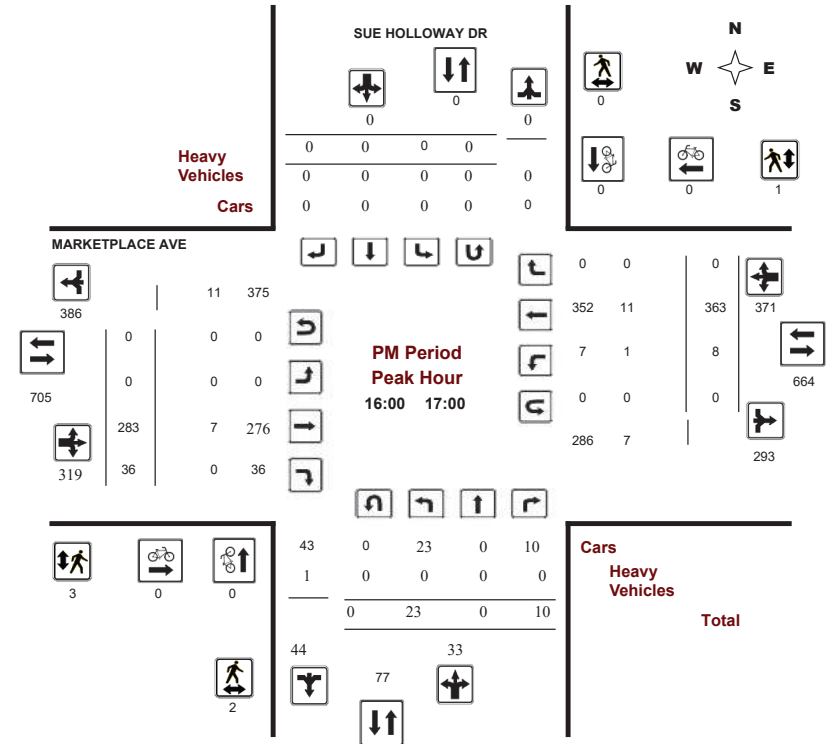 SUE HOLLOWAY DR
N
W E
S
0
0
0 0
0 0 0 0
Heavy
Vehicles
0 0 0 0 0
Cars
0 0 0 0 0
0 0 1
MARKETPLACE AVE
386
11 375
705
0 0 0
0 0 0
283 7 276
319
36 0 36
PM Period
Peak Hour
16:00 17:00
0 0 0
352 11 363 371
7 1 8
664
0 0 0
286 7
293
3 0 0
2
43 0 23 0 10
Cars
1 0 0 0 0
Heavy
Vehicles
0 23 0 10
Total
44 33
77